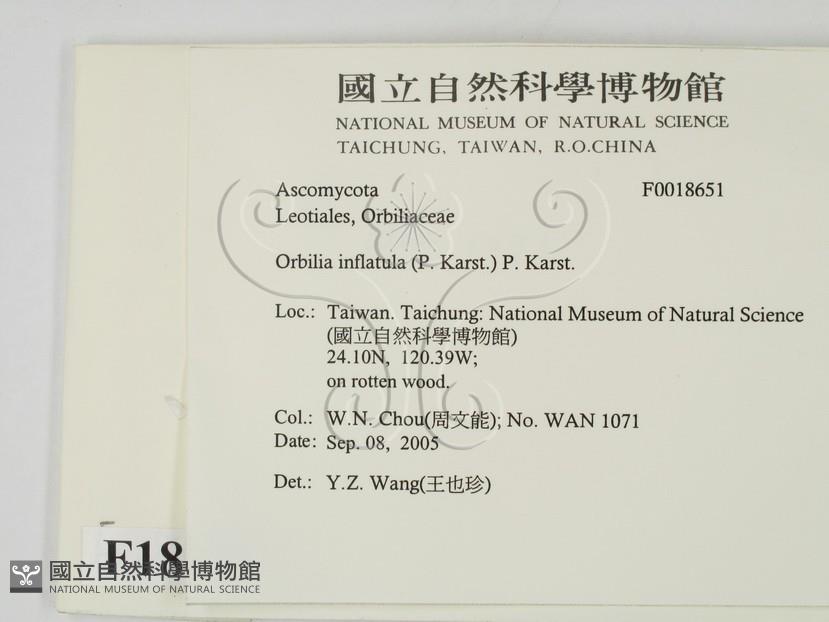 國立自然科學博物館
NATIONAL MUSEUM OF NATURAL SCIENCE
TAICHUNG, TAIWAN, R.O.CHINA
Ascomycota F0018651
Leotiales, Orbiliaceae
Orbilia inflatula (P. Karst.) P. Karst.
Loc.: Taiwan. Taichung: National Museum of Natural Science
(國立自然科學博物館)
24.10N, 120.39W;
on rotten wood.
Col.: W.N. Chou(周文能); No. WAN 1071
Date: Sep. 08, 2005
Det.: Y.Z. Wang(王也珍)
F18
國立自然科學博物館
NATIONAL MUSEUM OF NATURAL SCIENCE